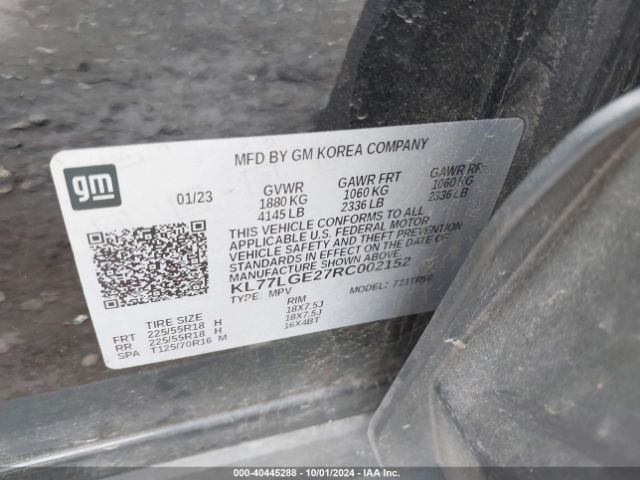 gm
MFD BY GM KOREA COMPANY
01/23 GVWR GAWR FRT GAWR RR
1880 KG 1060 KG 1060 KG
4145 LB 2336 LB 2336 LB
THIS VEHICLE CONFORMS TO ALL
APPLICABLE U.S. FEDERAL MOTOR
VEHICLE SAFETY AND THEFT PREVENTION
STANDARDS IN EFFECT ON THE DATE OF
MANUFACTURE SHOWN ABOVE.
KL77LGE27RC002152
TYPE: MPV MODEL:
TIRE SIZE RIM
FRT 225/55R18 H 18X7.5J
RR 225/55R18 H 18X7.5J
SPA T125/70R16 M 16X4BT
000-40445288 - 10/01/2024 - IAA Inc.